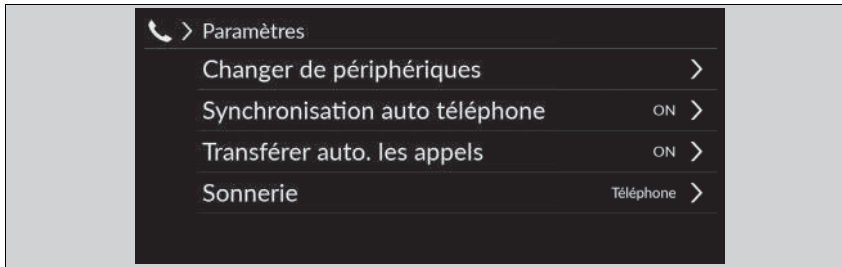 Paramètres
Changer de périphériques
Synchronisation auto téléphone ON
Transférer auto. les appels ON
Sonnerie Téléphone